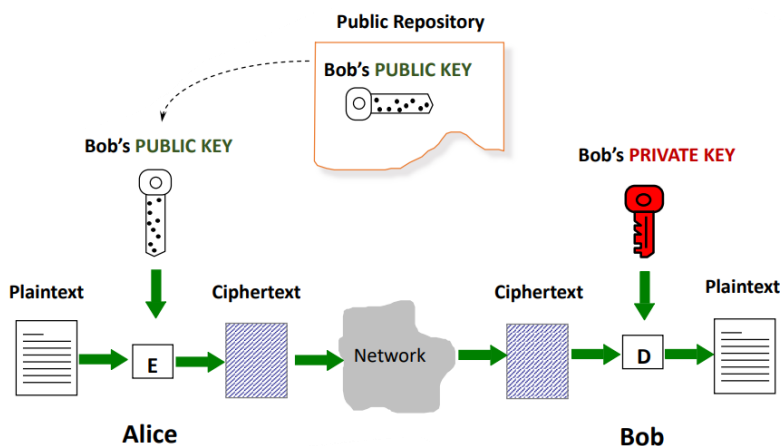 Public Repository
Bob's PUBLIC KEY
Bob's PUBLIC KEY
Bob's PRIVATE KEY
Plaintext
Ciphertext
Ciphertext
Plaintext
E
Network
D
Alice
Bob